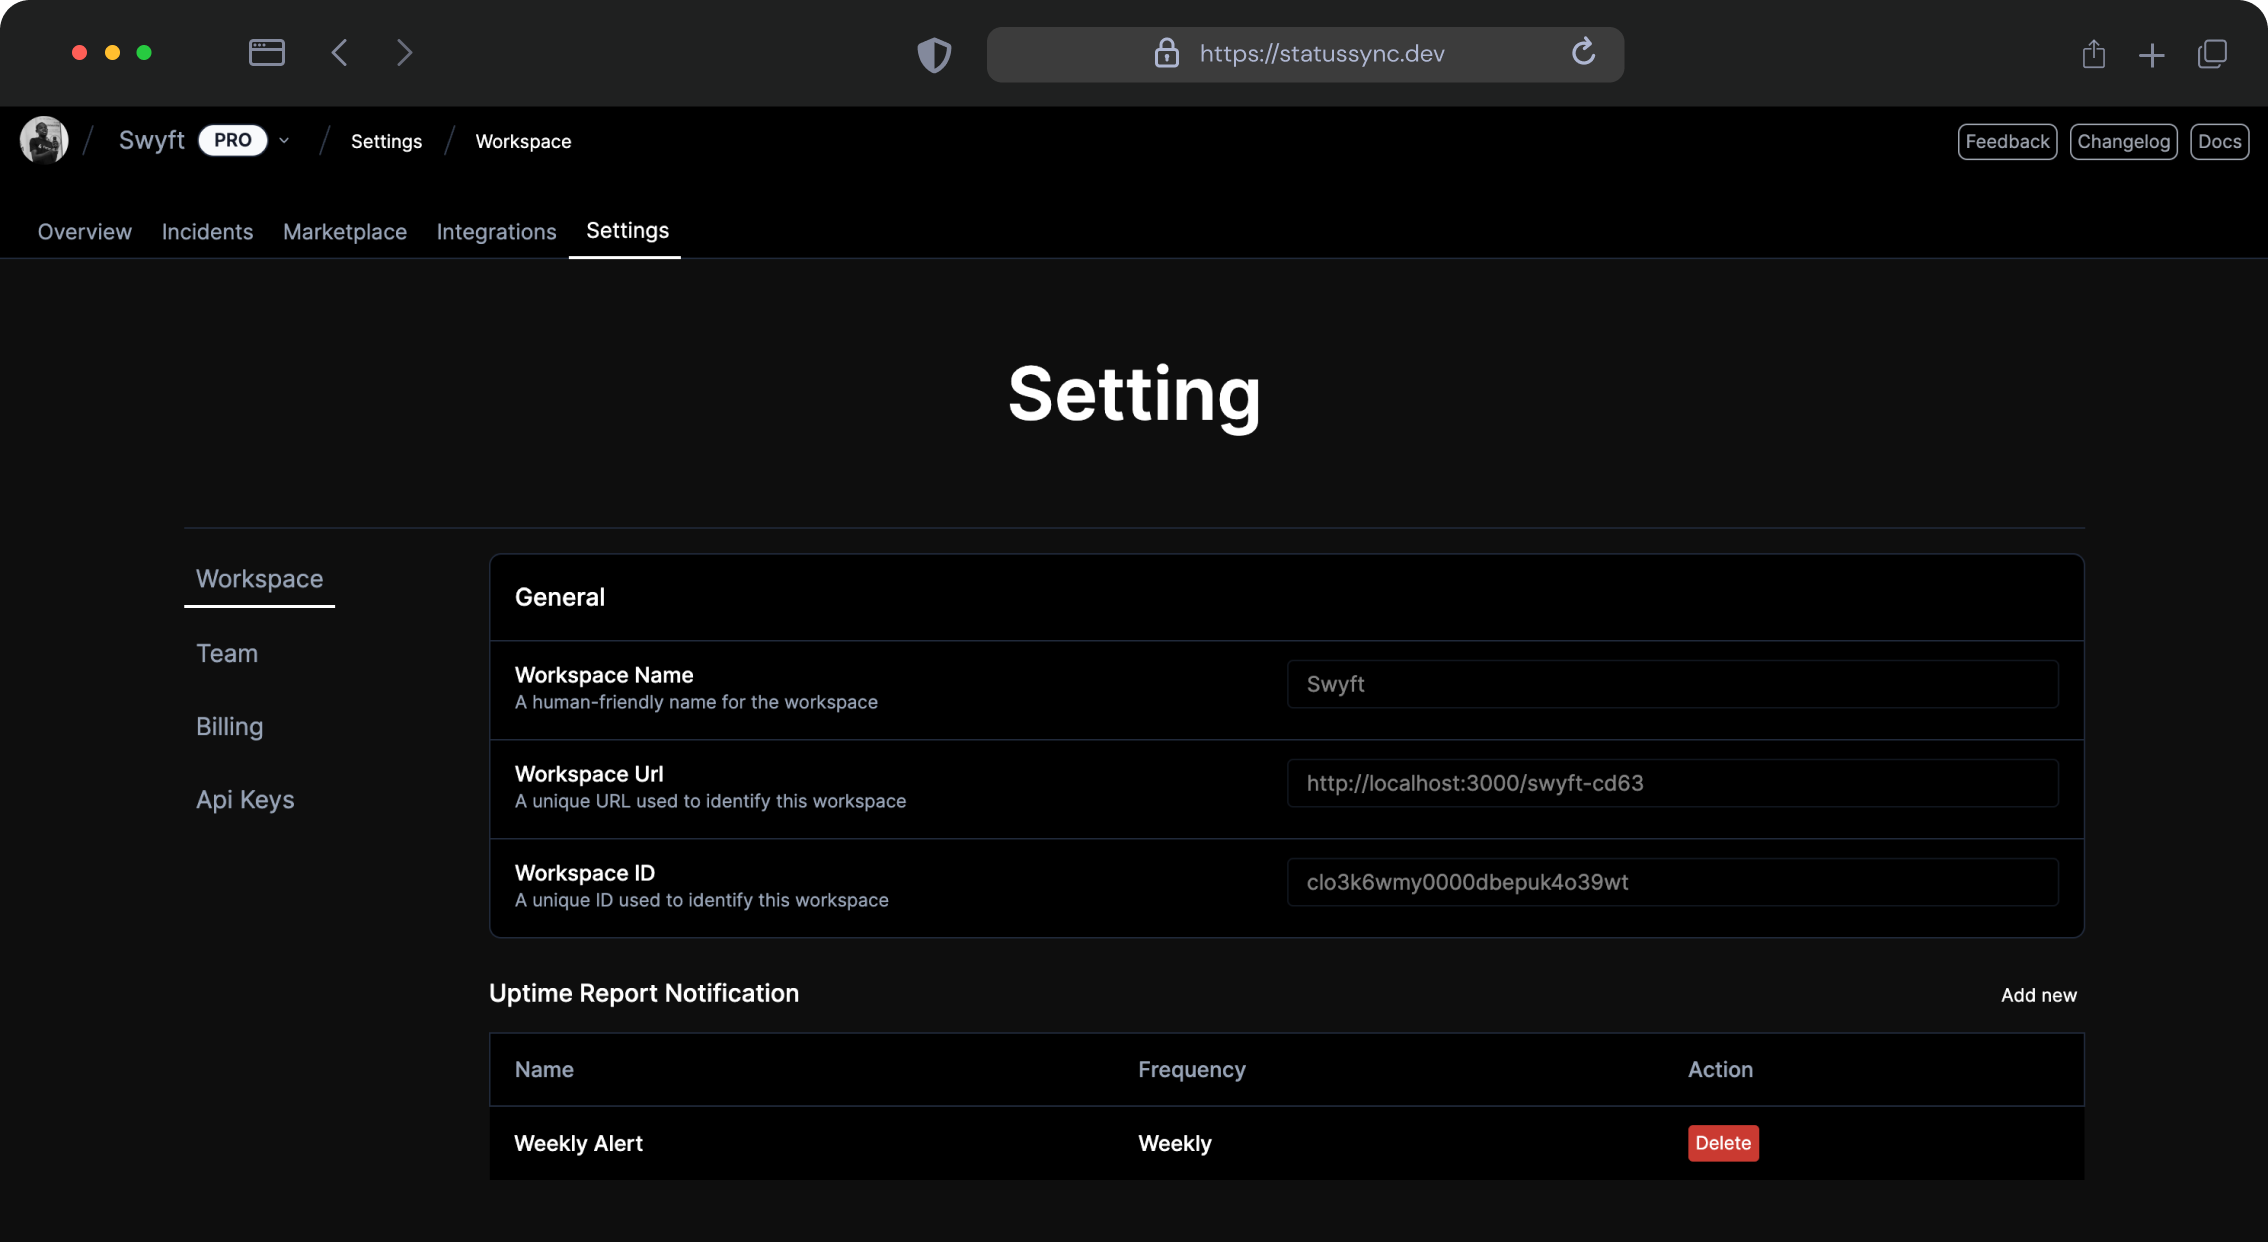 https://statussync.dev
/ Swyft PRO / Settings / Workspace
Feedback Changelog Docs
Overview Incidents Marketplace Integrations Settings
Setting
Workspace
Team
Billing
Api Keys
General
Workspace Name
A human-friendly name for the workspace
Swyft
Workspace Url
A unique URL used to identify this workspace
http://localhost:3000/swyft-cd63
Workspace ID
A unique ID used to identify this workspace
clo3k6wmy0000dbepuk4o39wt
Uptime Report Notification
Add new
Name Frequency Action
Weekly Alert Weekly Delete